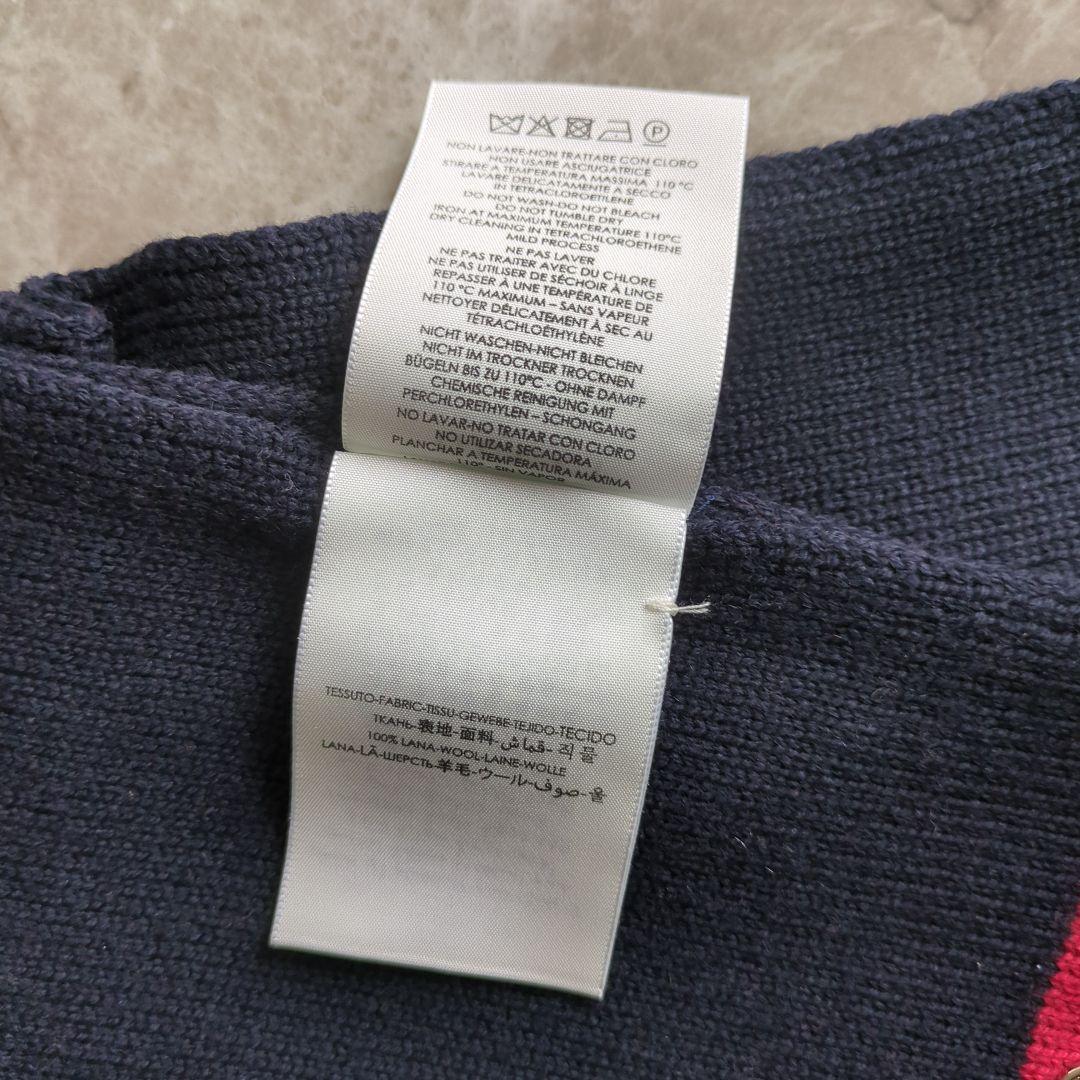 P
NON LAVARE-NON TRATTARE CON CLORO
NON USARE ASCIUGATRICE
STIRARE A TEMPERATURA MASSIMA 110 °C
LAVARE DELICATAMENTE A SECCO
IN TETRACLOROETILENE
DO NOT WASH-DO NOT BLEACH
DO NOT TUMBLE DRY
IRON AT MAXIMUM TEMPERATURE 110°C
DRY CLEANING IN TETRACHLOROETHENE
MILD PROCESS
NE PAS LAVER
NE PAS TRAITER AVEC DU CHLORE
NE PAS UTILISER DE SÉCHOIR À LINGE
REPASSER À UNE TEMPÉRATURE DE
110 °C MAXIMUM – SANS VAPEUR
NETTOYER DÉLICATEMENT À SEC AU
TÉTRACHLOÉTHYLÈNE
NICHT WASCHEN-NICHT BLEICHEN
NICHT IM TROCKNER TROCKNEN
BÜGELN BIS ZU 110°C - OHNE DAMPF
CHEMISCHE REINIGUNG MIT
PERCHLORETHYLEN – SCHONGANG
NO LAVAR-NO TRATAR CON CLORO
NO UTILIZAR SECADORA
PLANCHAR A TEMPERATURA MÁXIMA
110° - SIN VAPOR
TESSUTO-FABRIC-TISSU-GEWEBE-TEJIDO-TECIDO
ТКАНЬ-表地-面料-قماش-직물
100% LANA-WOOL-LAINE-WOLLE
LANA-LÃ-ШЕРСТЬ-羊毛-ウール-صوف-울